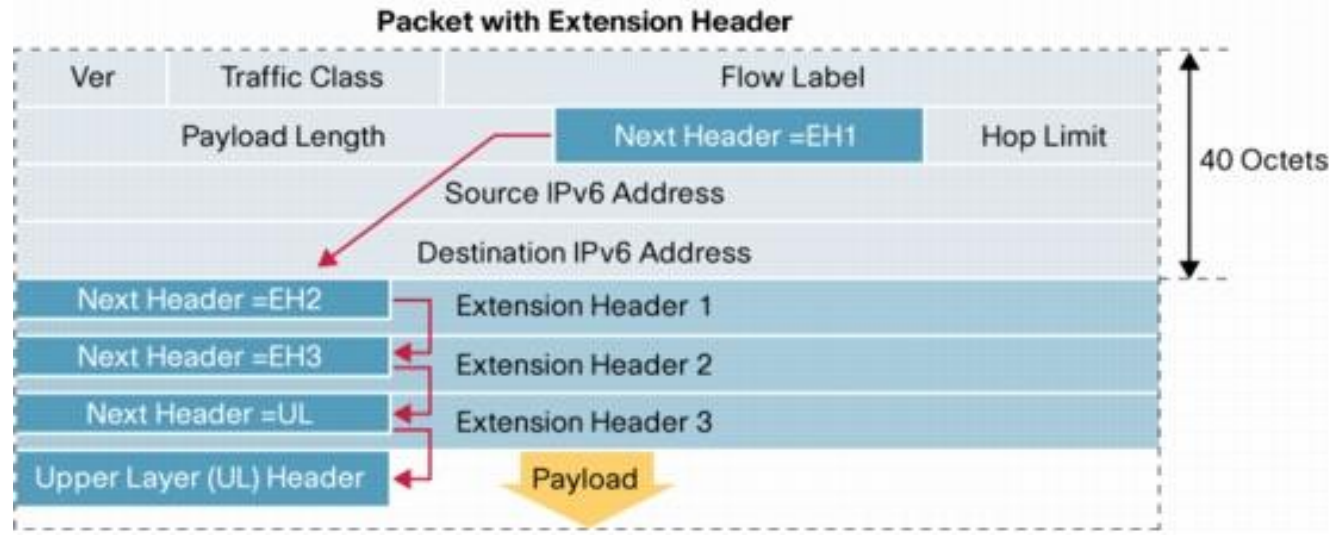 Packet with Extension Header
Ver Traffic Class Flow Label
Payload Length Next Header =EH1 Hop Limit
40 Octets
Source IPv6 Address
Destination IPv6 Address
Next Header =EH2 Extension Header 1
Next Header =EH3 Extension Header 2
Next Header =UL Extension Header 3
Upper Layer (UL) Header Payload